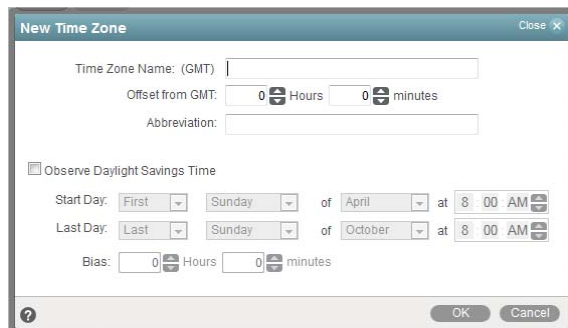 New Time Zone Close x
Time Zone Name: (GMT)
Offset from GMT: 0 Hours 0 minutes
Abbreviation:
Observe Daylight Savings Time
Start Day: First Sunday of April at 8 : 00 AM
Last Day: Last Sunday of October at 8 : 00 AM
Bias: 0 Hours 0 minutes
? OK Cancel